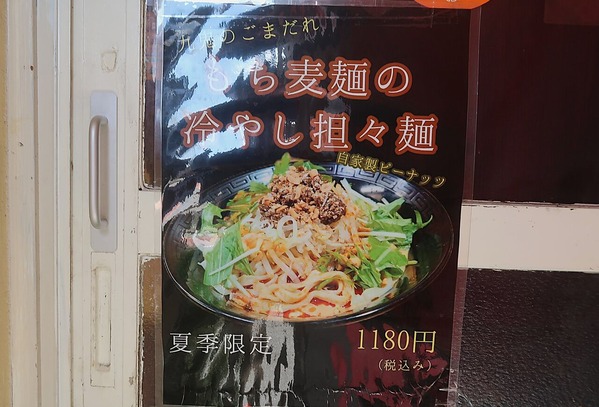 のごまだれ
もち麦麺の
冷やし担々麺
自家製ピーナッツ
夏季限定
1180円
(税込み)